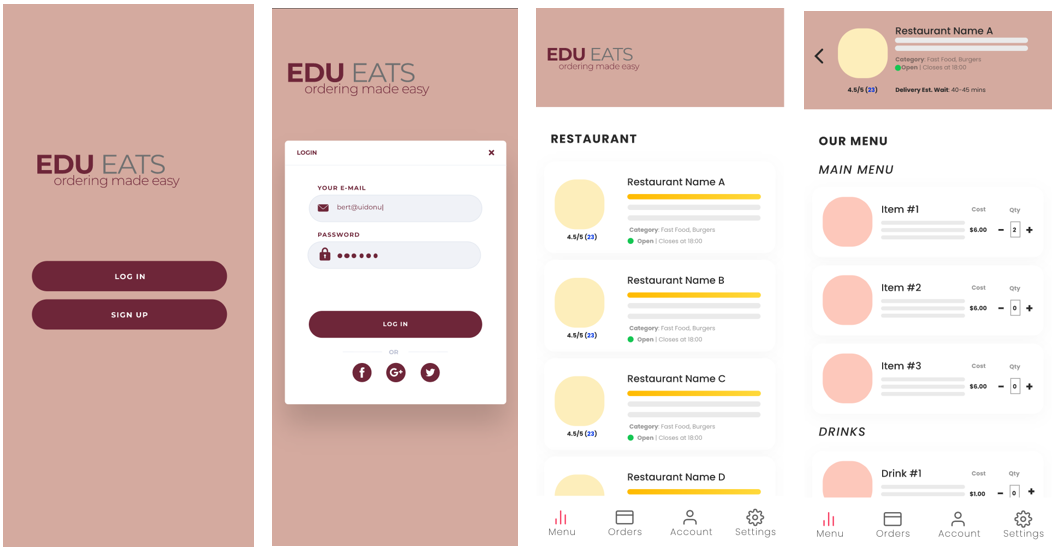 EDU EATS
ordering made easy
LOG IN
SIGN UP
EDU EATS
ordering made easy
LOGIN
YOUR E-MAIL
bert@uidonu|
PASSWORD
LOG IN
OR
f
G+
EDU EATS
ordering made easy
RESTAURANT
Restaurant Name A
4.5/5 (23)
Category: Fast Food, Burgers
Open | Closes at 18:00
Restaurant Name B
4.5/5 (23)
Category: Fast Food, Burgers
Open | Closes at 18:00
Restaurant Name C
4.5/5 (23)
Category: Fast Food, Burgers
Open | Closes at 18:00
Restaurant Name D
Menu Orders Account Settings
Restaurant Name A
Category: Fast Food, Burgers
Open | Closes at 18:00
4.5/5 (23) Delivery Est. Wait: 40-45 mins
OUR MENU
MAIN MENU
Item #1 Cost Qty
$6.00 - 2 +
Item #2 Cost Qty
$6.00 - 0 +
Item #3 Cost Qty
$6.00 - 0 +
DRINKS
Drink #1 Cost Qty
$1.00 - 0 +
Menu Orders Account Settings